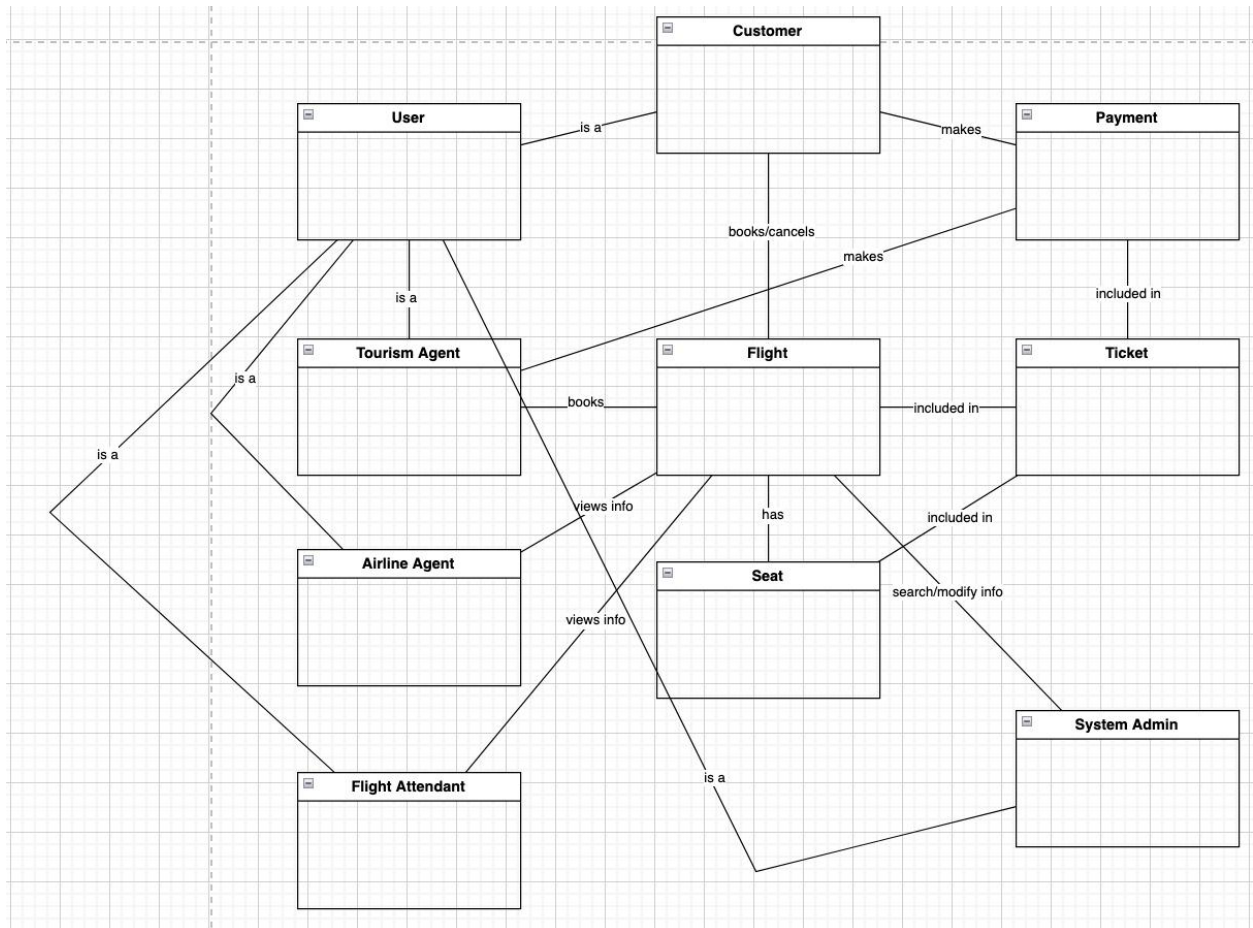 Customer
User
Payment
is a
makes
books/cancels
makes
included in
is a
Tourism Agent
Flight
Ticket
is a
books
included in
is a
views info
has
included in
Airline Agent
Seat
search/modify info
views info
System Admin
is a
Flight Attendant